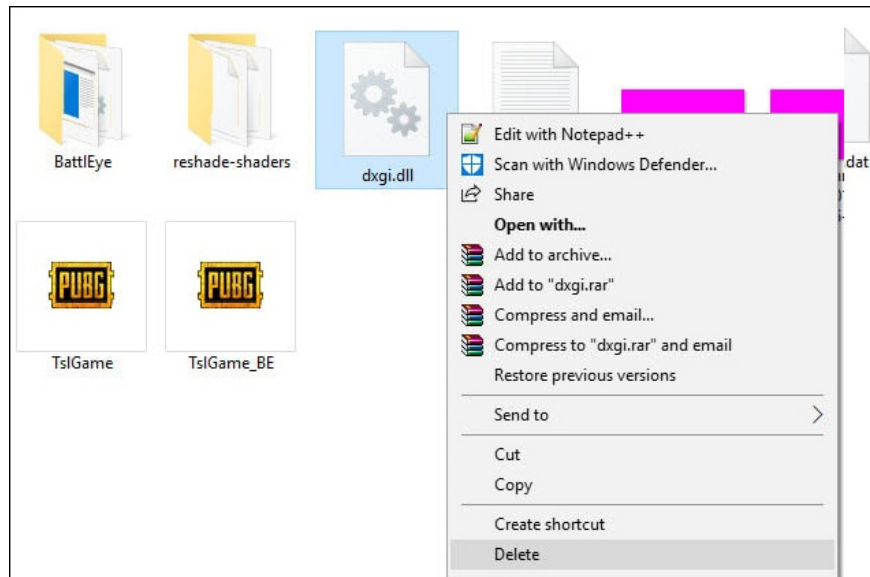 BattlEye
reshade-shaders
dxgi.dll
dat
PUBG
PUBG
TslGame
TslGame_BE
Edit with Notepad++
Scan with Windows Defender...
Share
Open with...
Add to archive...
Add to "dxgi.rar"
Compress and email...
Compress to "dxgi.rar" and email
Restore previous versions
Send to
Cut
Copy
Create shortcut
Delete